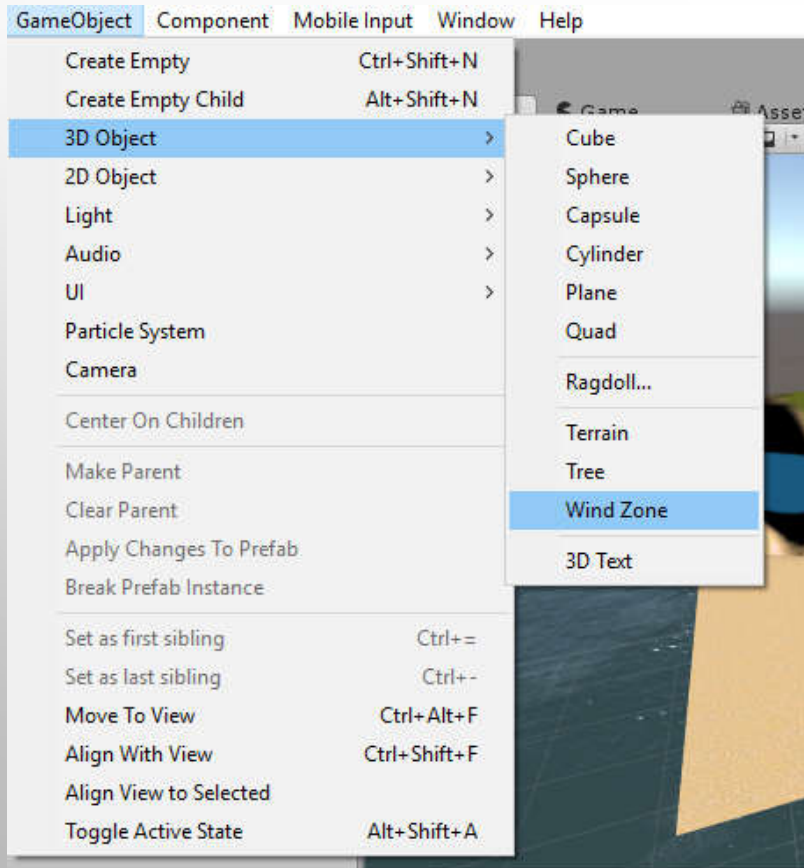 GameObject Component Mobile Input Window Help
Create Empty Ctrl+Shift+N
Create Empty Child Alt+Shift+N
3D Object >
2D Object >
Light >
Audio >
UI >
Particle System
Camera
Center On Children
Make Parent
Clear Parent
Apply Changes To Prefab
Break Prefab Instance
Set as first sibling Ctrl+=
Set as last sibling Ctrl+-
Move To View Ctrl+Alt+F
Align With View Ctrl+Shift+F
Align View to Selected
Toggle Active State Alt+Shift+A
Game Asse
Cube
Sphere
Capsule
Cylinder
Plane
Quad
Ragdoll...
Terrain
Tree
Wind Zone
3D Text